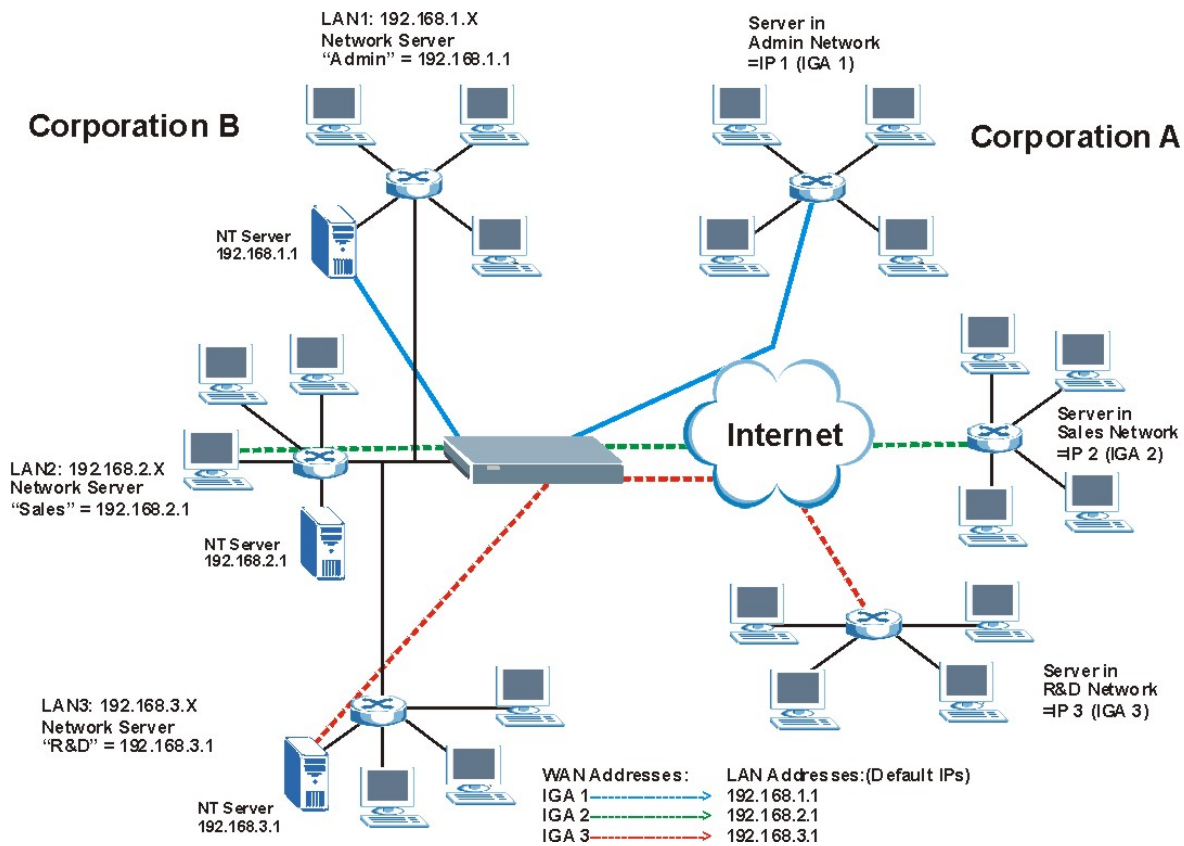 LAN1: 192.168.1.X
Network Server
“Admin” = 192.168.1.1
Server in
Admin Network
=IP 1 (IGA 1)
Corporation B
Corporation A
NT Server
192.168.1.1
Internet
Server in
Sales Network
=IP 2 (IGA 2)
LAN2: 192.168.2.X
Network Server
“Sales” = 192.168.2.1
NT Server
192.168.2.1
LAN3: 192.168.3.X
Network Server
“R&D” = 192.168.3.1
Server in
R&D Network
=IP 3 (IGA 3)
NT Server
192.168.3.1
WAN Addresses: LAN Addresses:(Default IPs)
IGA 1 192.168.1.1
IGA 2 192.168.2.1
IGA 3 192.168.3.1